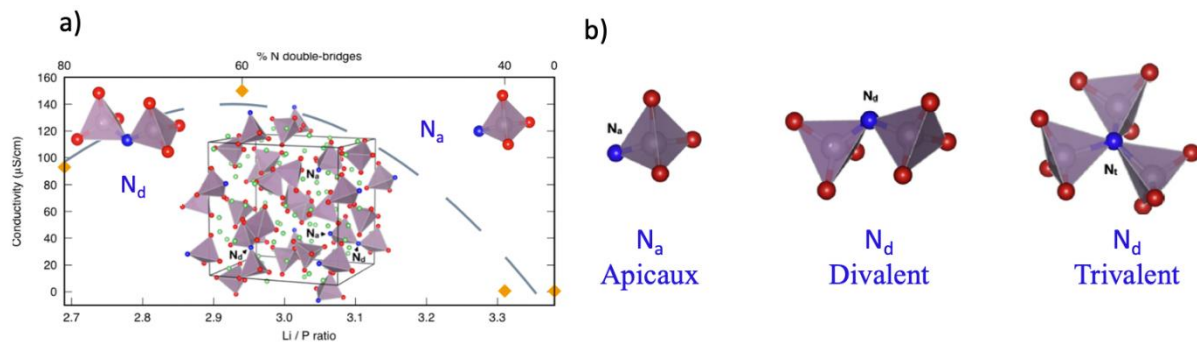 a)
% N double-bridges
80
60
40
0
160
140
120
100
80
60
40
20
0
Conductivity (µS/cm)
N_d
N_a
N_a
N_a
N_d
N_d
2.7
2.8
2.9
3.0
3.1
3.2
3.3
Li / P ratio
b)
N_a
N_d
N_t
N_a
Apicaux
N_d
Divalent
N_d
Trivalent